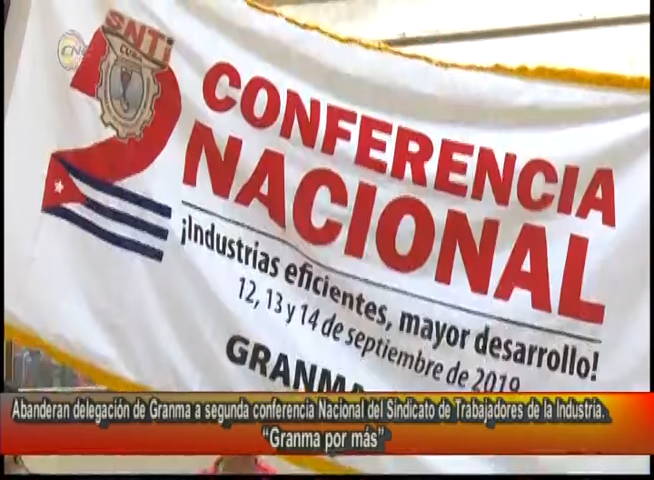 CNC
SNTI
CUBA
2
CONFERENCIA
NACIONAL
¡Industrias eficientes, mayor desarrollo!
12, 13 y 14 de septiembre de 2019
GRANMA
Abanderan delegación de Granma a segunda conferencia Nacional del Sindicato de Trabajadores de la Industria.
“Granma por más”